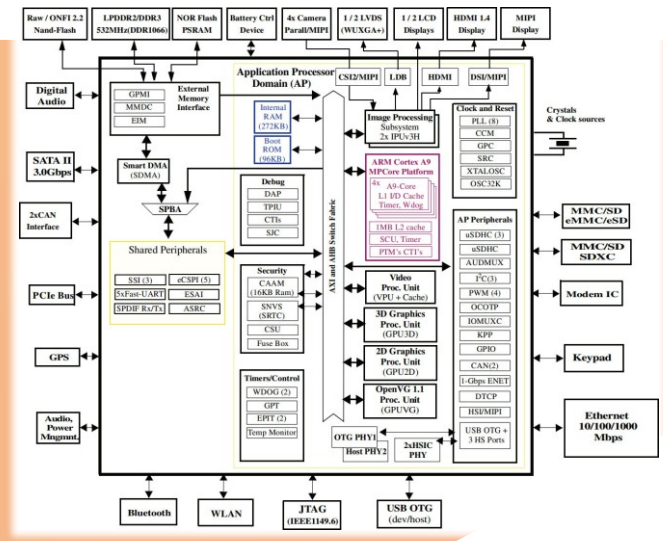 Raw / ONFI 2.2
Nand-Flash
LPDDR2/DDR3
532MHz(DDR1066)
NOR Flash
PSRAM
Battery Ctrl
Device
4x Camera
Parall/MIPI
1 / 2 LVDS
(WUXGA+)
1 / 2 LCD
Displays
HDMI 1.4
Display
MIPI
Display
Digital
Audio
SATA II
3.0Gbps
2xCAN
Interface
PCIe Bus
GPS
Audio,
Power
Mngmnt.
GPMI
MMDC
EIM
External
Memory
Interface
Smart DMA
(SDMA)
SPBA
Shared Peripherals
SSI (3)
eCSPI (5)
5xFast-UART
ESAI
SPDIF Rx/Tx
ASRC
Application Processor
Domain (AP)
Internal
RAM
(272KB)
Boot
ROM
(96KB)
Debug
DAP
TPIU
CTIs
SJC
Security
CAAM
(16KB Ram)
SNVS
(SRTC)
CSU
Fuse Box
Timers/Control
WDOG (2)
GPT
EPIT (2)
Temp Monitor
AXI and AHB Switch Fabric
CSI2/MIPI
LDB
HDMI
DSI/MIPI
Image Processing
Subsystem
2x IPUv3H
ARM Cortex A9
MPCore Platform
4x
A9-Core
L1 I/D Cache
Timer, Wdog
1MB L2 cache
SCU, Timer
PTM's CTI's
Video
Proc. Unit
(VPU + Cache)
3D Graphics
Proc. Unit
(GPU3D)
2D Graphics
Proc. Unit
(GPU2D)
OpenVG 1.1
Proc. Unit
(GPUVG)
OTG PHY1
Host PHY2
2xHSIC
PHY
Clock and Reset
PLL (8)
CCM
GPC
SRC
XTALOSC
OSC32K
AP Peripherals
uSDHC (3)
uSDHC
AUDMUX
I²C(3)
PWM (4)
OCOTP
IOMUXC
KPP
GPIO
CAN(2)
1-Gbps ENET
DTCP
HSI/MIPI
USB OTG +
3 HS Ports
Crystals
& Clock sources
MMC/SD
eMMC/eSD
MMC/SD
SDXC
Modem IC
Keypad
Ethernet
10/100/1000
Mbps
Bluetooth
WLAN
JTAG
(IEEE1149.6)
USB OTG
(dev/host)